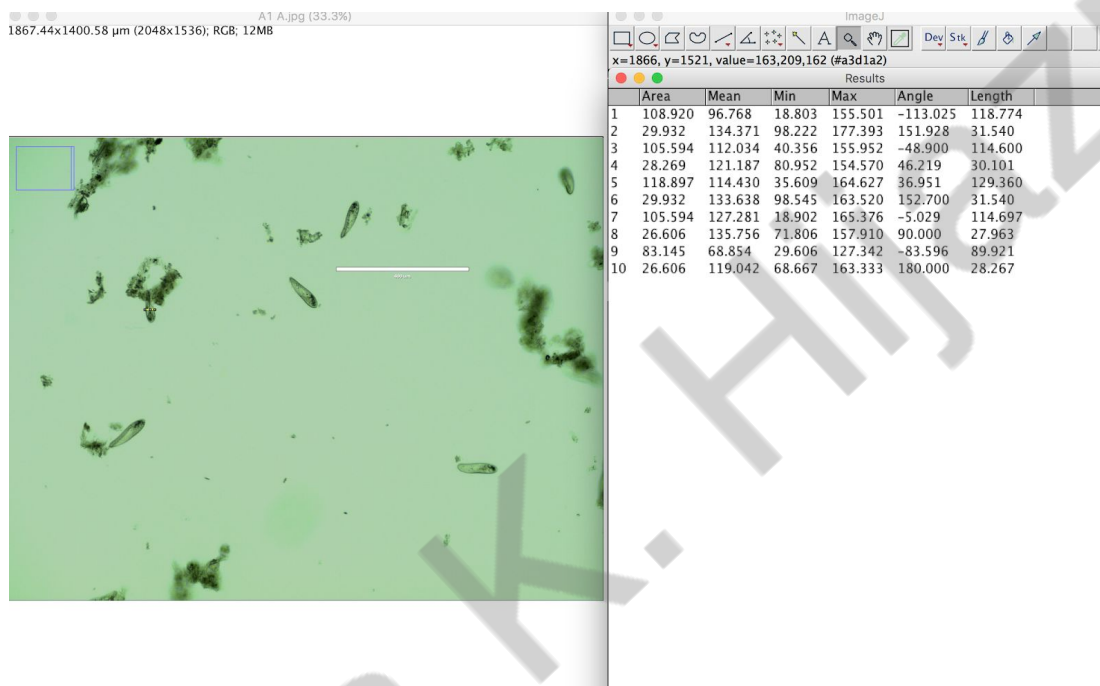 A1 A.jpg (33.3%)
1867.44x1400.58 µm (2048x1536); RGB; 12MB
ImageJ
A Dev Stk
x=1866, y=1521, value=163,209,162 (#a3d1a2)
Results
Area Mean Min Max Angle Length
1 108.920 96.768 18.803 155.501 −113.025 118.774
2 29.932 134.371 98.222 177.393 151.928 31.540
3 105.594 112.034 40.356 155.952 −48.900 114.600
4 28.269 121.187 80.952 154.570 46.219 30.101
5 118.897 114.430 35.609 164.627 36.951 129.360
6 29.932 133.638 98.545 163.520 152.700 31.540
7 105.594 127.281 18.902 165.376 −5.029 114.697
8 26.606 135.756 71.806 157.910 90.000 27.963
9 83.145 68.854 29.606 127.342 −83.596 89.921
10 26.606 119.042 68.667 163.333 180.000 28.267
K. Hijaz